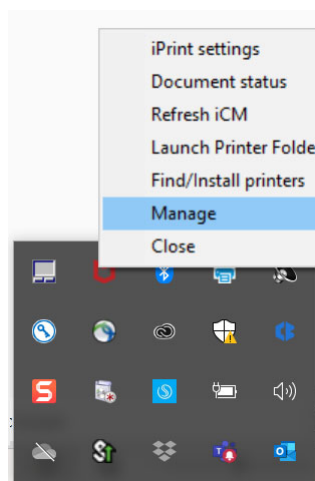 iPrint settings
Document status
Refresh iCM
Launch Printer Folde
Find/Install printers
Manage
Close